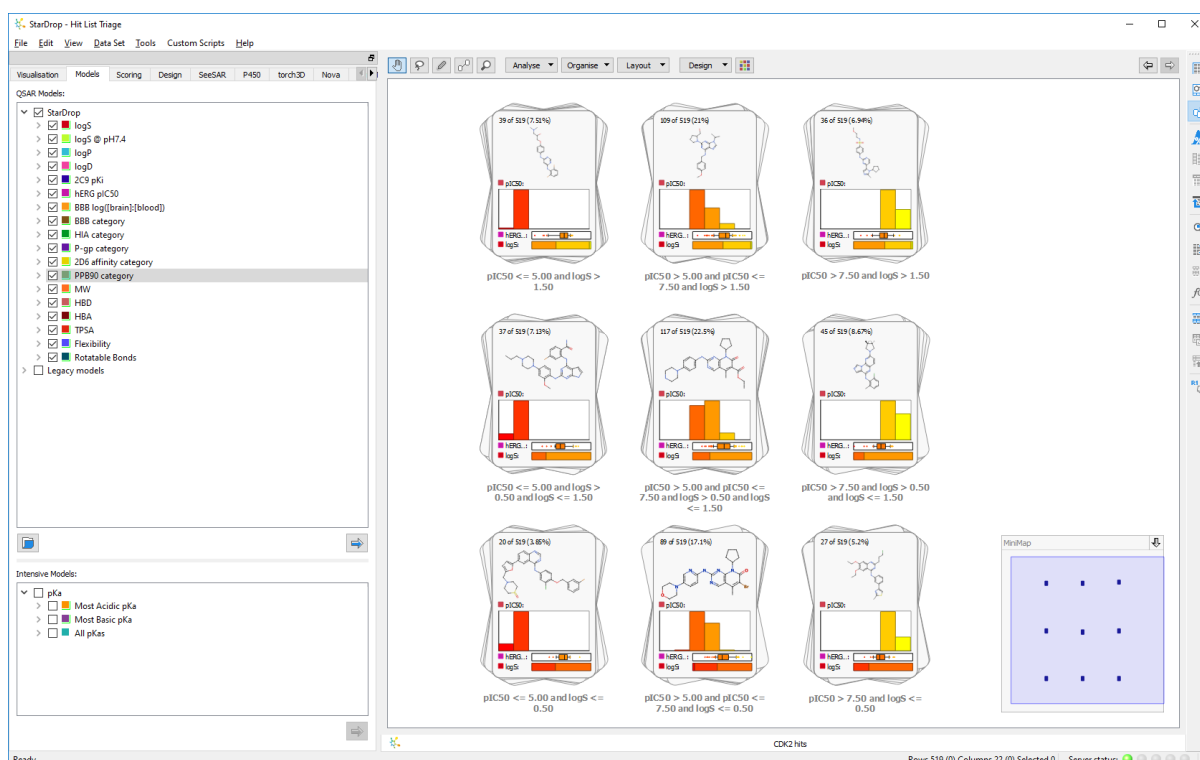 StarDrop - Hit List Triage
File Edit View Data Set Tools Custom Scripts Help
Visualisation Models Scoring Design SeeSAR P450 torch3D Nova
Analyse Organise Layout Design
QSAR Models:
StarDrop
logS
logS @ pH7.4
logP
logD
2C9 pKi
hERG pIC50
BBB log([brain]:[blood])
BBB category
HIA category
P-gp category
2D6 affinity category
PPB90 category
MW
HBD
HBA
TPSA
Flexibility
Rotatable Bonds
Legacy models
Intensive Models:
pKa
Most Acidic pKa
Most Basic pKa
All pKas
39 of 519 (7.51%)
pIC50:
hERG...:
logS:
pIC50 <= 5.00 and logS >
1.50
109 of 519 (21%)
pIC50:
hERG...:
logS:
pIC50 > 5.00 and pIC50 <=
7.50 and logS > 1.50
36 of 519 (6.94%)
pIC50:
hERG...:
logS:
pIC50 > 7.50 and logS > 1.50
37 of 519 (7.13%)
pIC50:
hERG...:
logS:
pIC50 <= 5.00 and logS >
0.50 and logS <= 1.50
117 of 519 (22.5%)
pIC50:
hERG...:
logS:
pIC50 > 5.00 and pIC50 <=
7.50 and logS > 0.50 and logS
<= 1.50
45 of 519 (8.67%)
pIC50:
hERG...:
logS:
pIC50 > 7.50 and logS > 0.50
and logS <= 1.50
20 of 519 (3.85%)
pIC50:
hERG...:
logS:
pIC50 <= 5.00 and logS <=
0.50
89 of 519 (17.1%)
pIC50:
hERG...:
logS:
pIC50 > 5.00 and pIC50 <=
7.50 and logS <= 0.50
27 of 519 (5.2%)
pIC50:
hERG...:
logS:
pIC50 > 7.50 and logS <=
0.50
MiniMap
CDK2 hits
Ready
Rows 519 (0) Columns 22 (0) Selected 0 Server status: